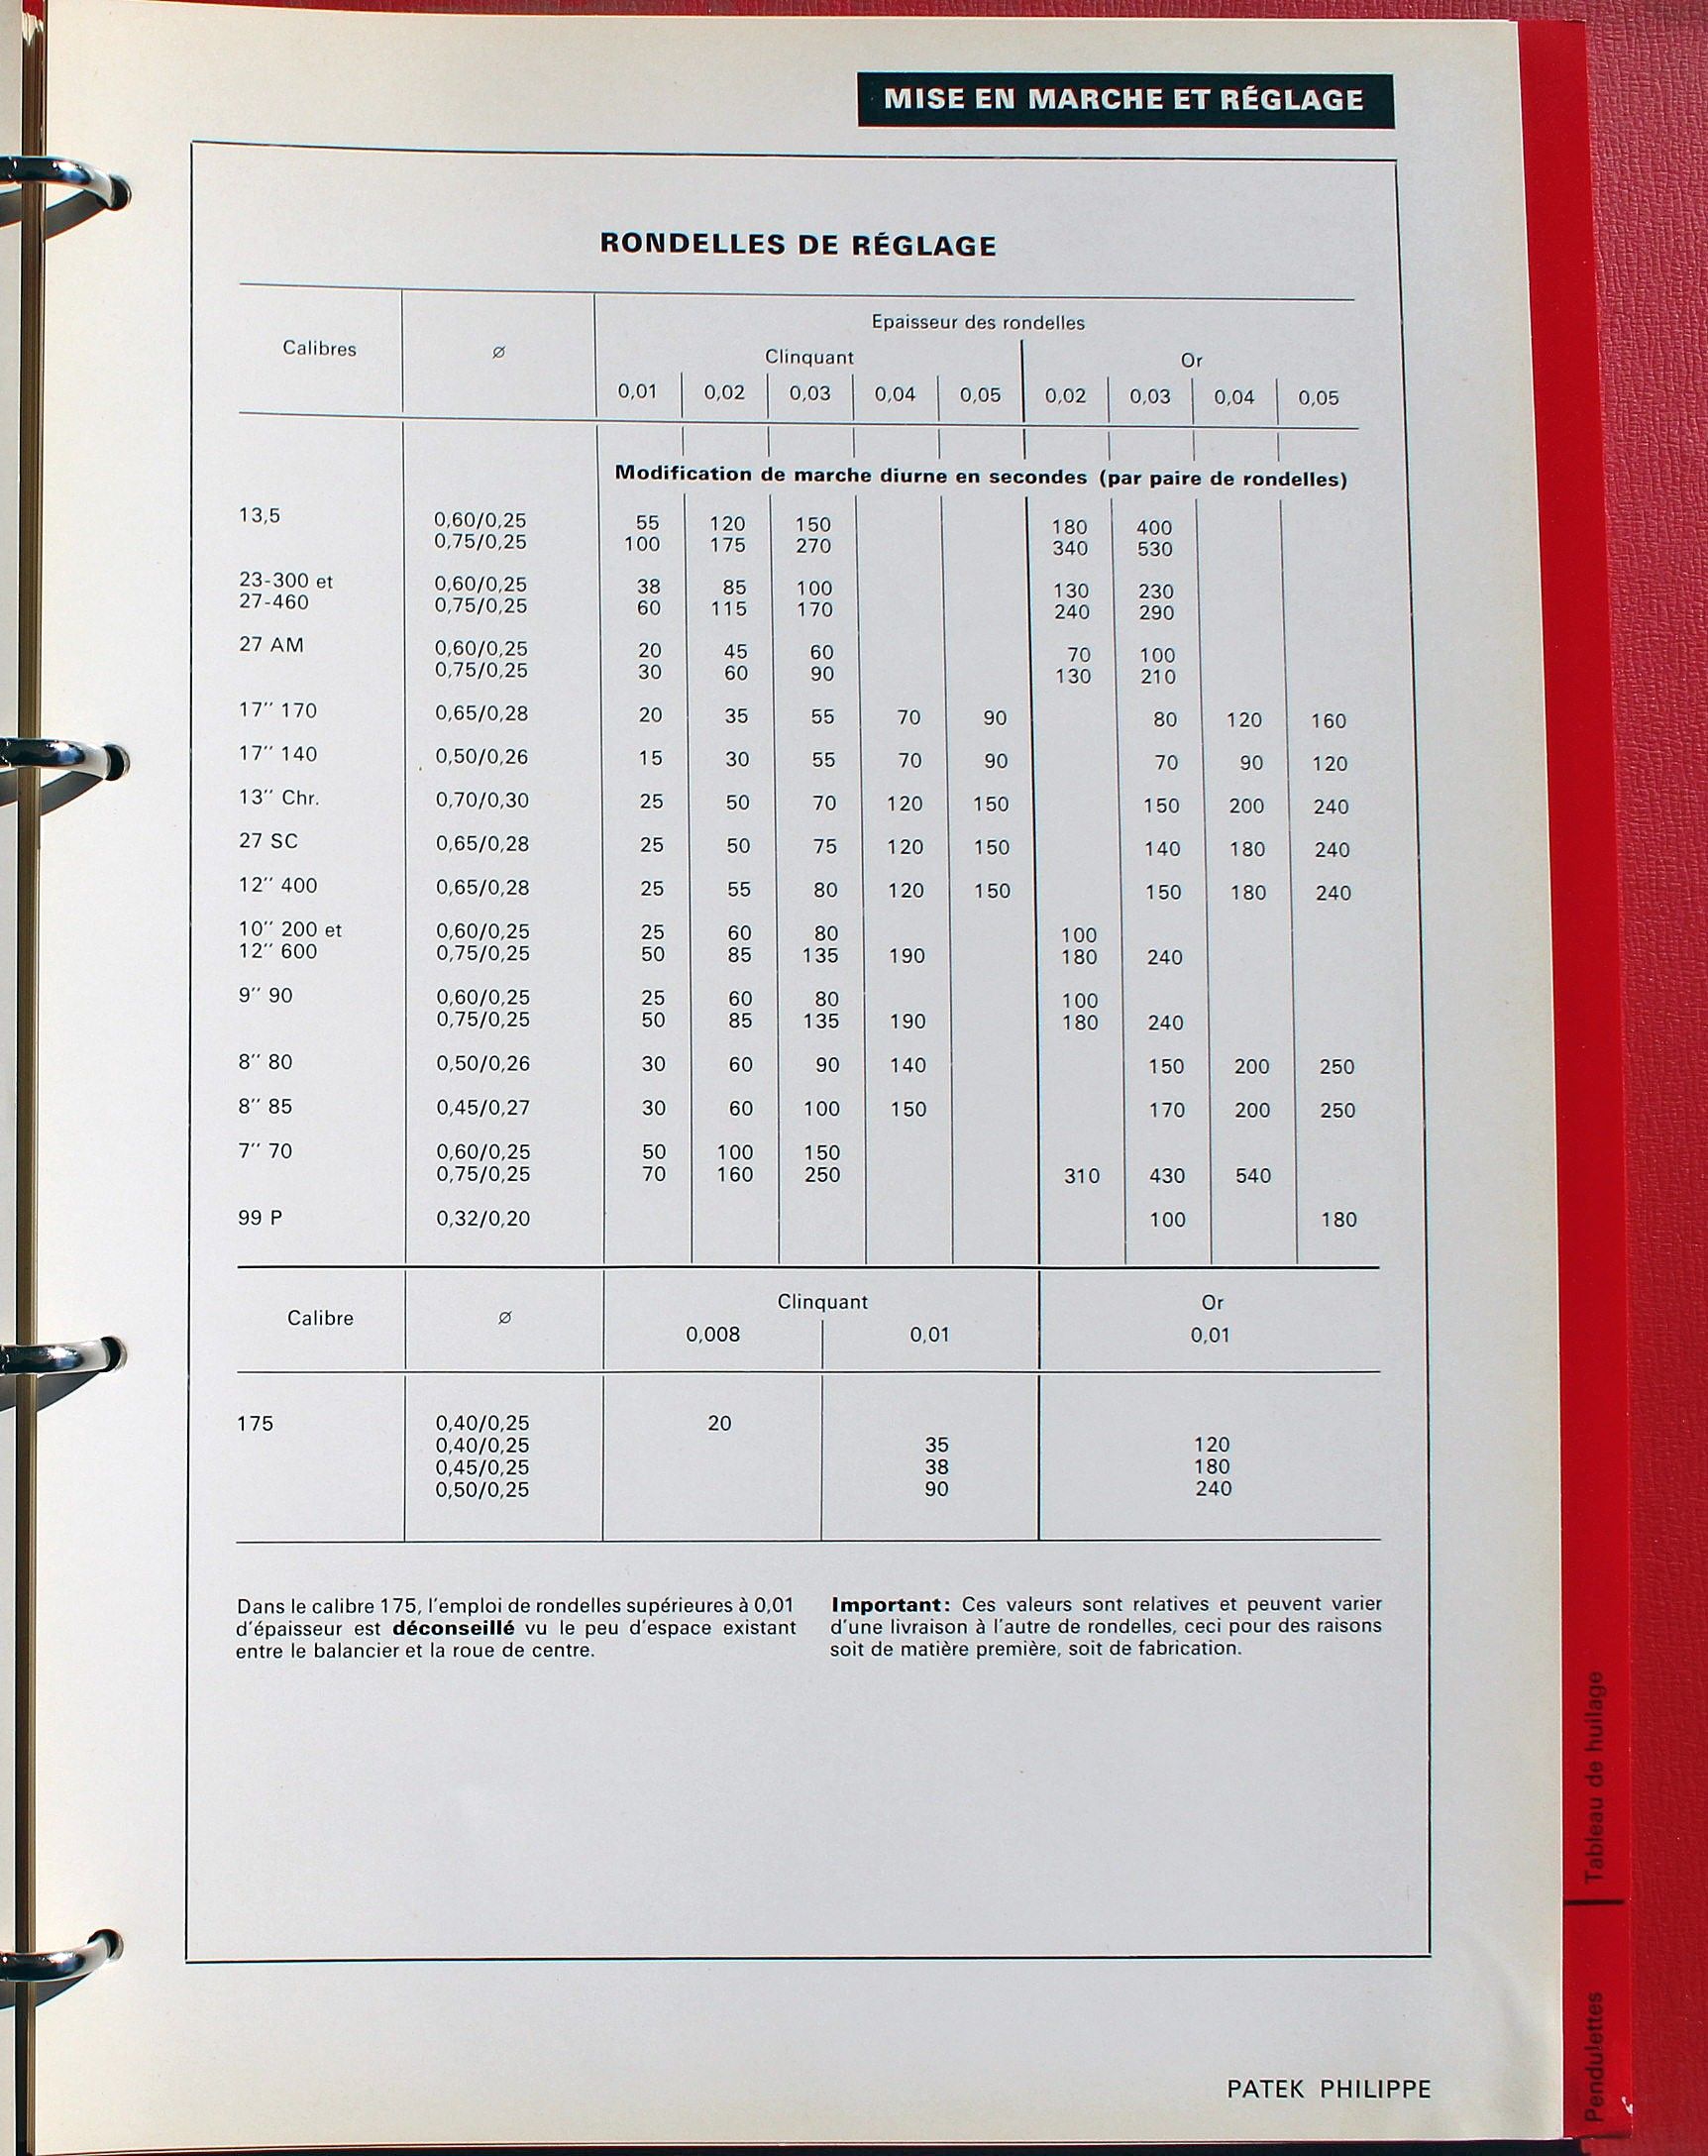 MISE EN MARCHE ET RÉGLAGE
RONDELLES DE RÉGLAGE
Calibres ⌀ Epaisseur des rondelles
Clinquant Or
0,01 0,02 0,03 0,04 0,05 0,02 0,03 0,04 0,05
Modification de marche diurne en secondes (par paire de rondelles)
13,5 0,60/0,25 55 120 150 180 400
0,75/0,25 100 175 270 340 530
23-300 et 0,60/0,25 38 85 100 130 230
27-460 0,75/0,25 60 115 170 240 290
27 AM 0,60/0,25 20 45 60 70 100
0,75/0,25 30 60 90 130 210
17'' 170 0,65/0,28 20 35 55 70 90 80 120 160
17'' 140 0,50/0,26 15 30 55 70 90 70 90 120
13'' Chr. 0,70/0,30 25 50 70 120 150 150 200 240
27 SC 0,65/0,28 25 50 75 120 150 140 180 240
12'' 400 0,65/0,28 25 55 80 120 150 150 180 240
10'' 200 et 0,60/0,25 25 60 80 100
12'' 600 0,75/0,25 50 85 135 190 180 240
9'' 90 0,60/0,25 25 60 80 100
0,75/0,25 50 85 135 190 180 240
8'' 80 0,50/0,26 30 60 90 140 150 200 250
8'' 85 0,45/0,27 30 60 100 150 170 200 250
7'' 70 0,60/0,25 50 100 150
0,75/0,25 70 160 250 310 430 540
99 P 0,32/0,20 100 180
Calibre ⌀ Clinquant Or
0,008 0,01 0,01
175 0,40/0,25 20
0,40/0,25 35 120
0,45/0,25 38 180
0,50/0,25 90 240
Dans le calibre 175, l'emploi de rondelles supérieures à 0,01
d'épaisseur est déconseillé vu le peu d'espace existant
entre le balancier et la roue de centre.
Important: Ces valeurs sont relatives et peuvent varier
d'une livraison à l'autre de rondelles, ceci pour des raisons
soit de matière première, soit de fabrication.
PATEK PHILIPPE
Tableau de huilage
Pendulettes